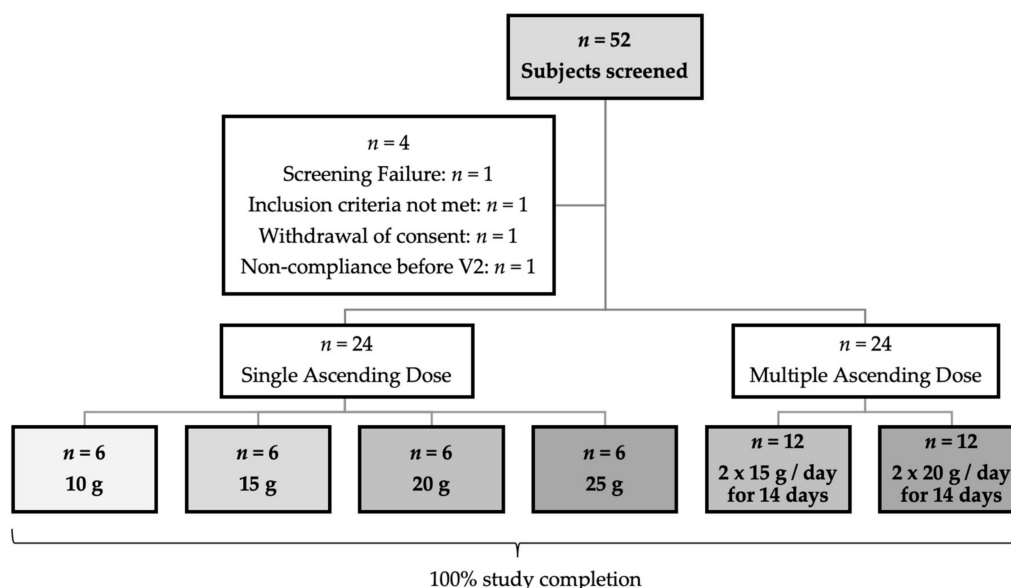 n = 52
Subjects screened
n = 4
Screening Failure: n = 1
Inclusion criteria not met: n = 1
Withdrawal of consent: n = 1
Non-compliance before V2: n = 1
n = 24
Single Ascending Dose
n = 24
Multiple Ascending Dose
n = 6
10 g
n = 6
15 g
n = 6
20 g
n = 6
25 g
n = 12
2 x 15 g / day
for 14 days
n = 12
2 x 20 g / day
for 14 days
100% study completion